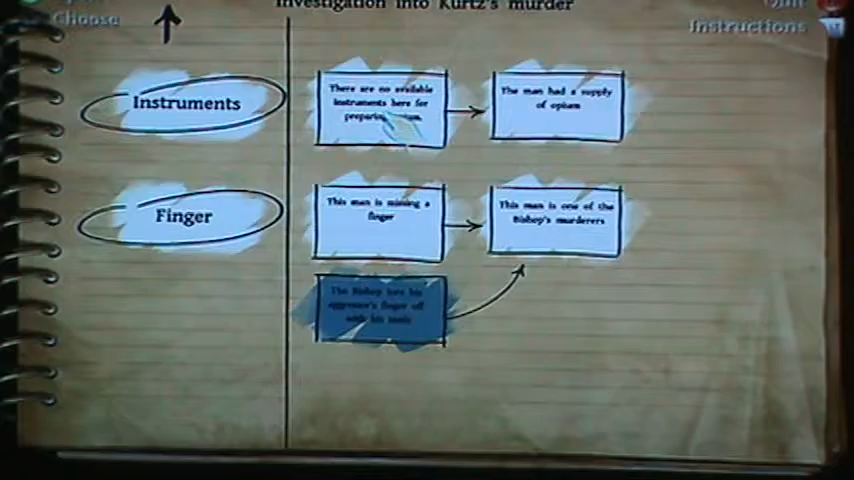 Investigation into Kurtz's murder
Choose
Quit
Instructions
Instruments
There are no available
instruments here for
The man had a supply
of opium
Finger
This man is missing a
finger
This man is one of the
Bishop's murderers
The Bishop tore his
aggressor's finger off
with his teeth